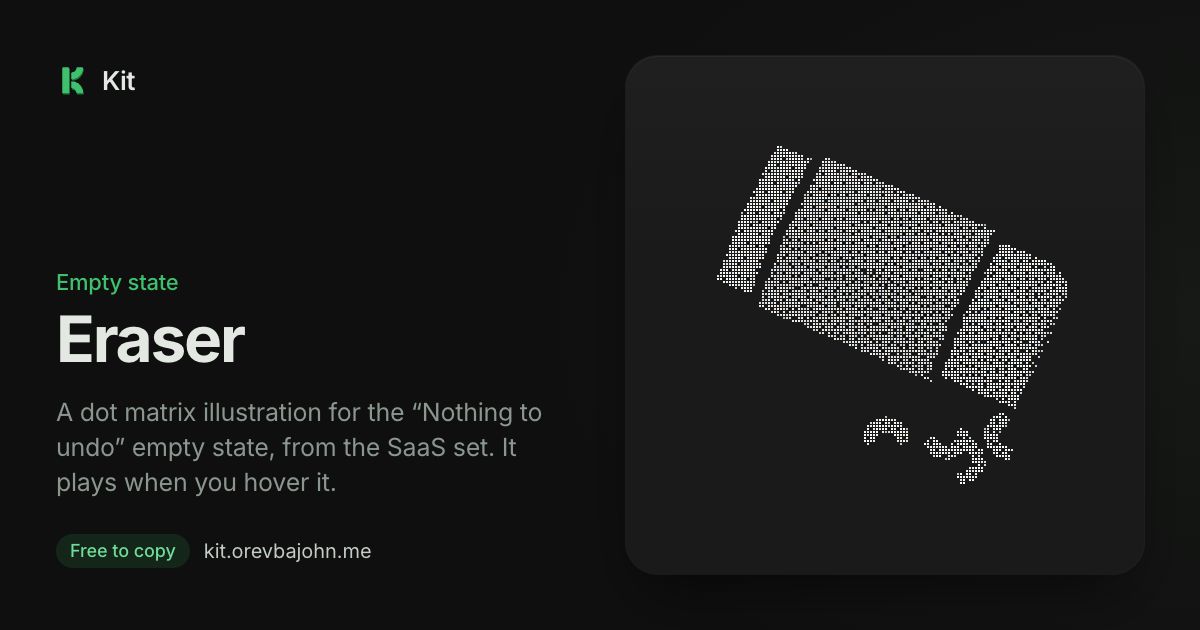 Kit
Empty state
Eraser
A dot matrix illustration for the “Nothing to
undo” empty state, from the SaaS set. It
plays when you hover it.
Free to copy
kit.orevbajohn.me